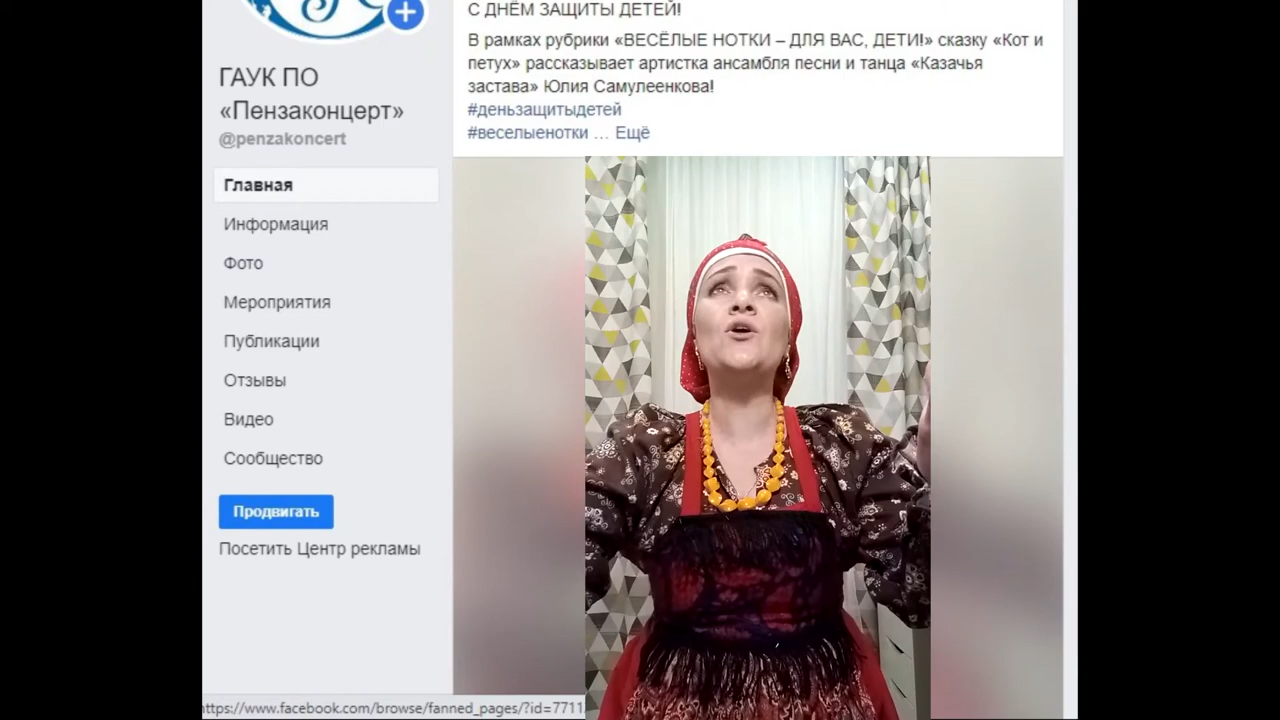 С ДНЁМ ЗАЩИТЫ ДЕТЕЙ!
В рамках рубрики «ВЕСЁЛЫЕ НОТКИ – ДЛЯ ВАС, ДЕТИ!» сказку «Кот и
петух» рассказывает артистка ансамбля песни и танца «Казачья
застава» Юлия Самулеенкова!
#деньзащитыдетей
#веселыенотки … Ещё
ГАУК ПО
«Пензаконцерт»
@penzakoncert
Главная
Информация
Фото
Мероприятия
Публикации
Отзывы
Видео
Сообщество
Продвигать
Посетить Центр рекламы
https://www.facebook.com/browse/fanned_pages/?id=7711